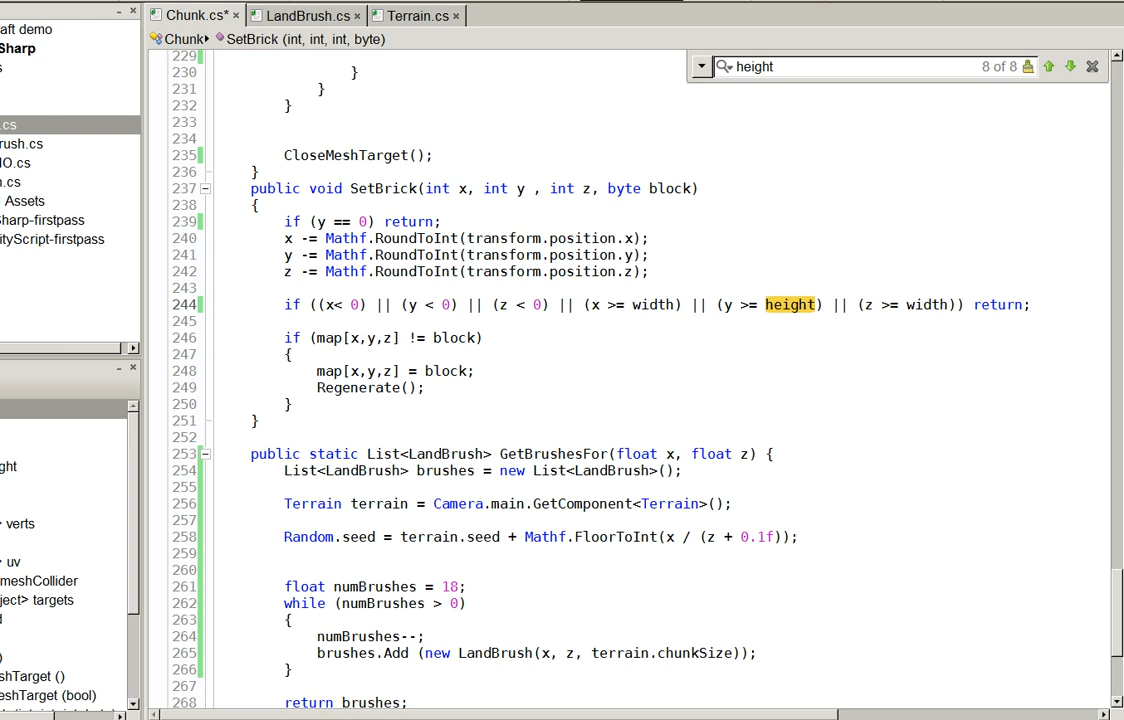 Chunk.cs* × LandBrush.cs × Terrain.cs ×
Chunk SetBrick (int, int, int, byte)
height 8 of 8
aft demo
Sharp
s
.cs
rush.cs
IO.cs
n.cs
Assets
Sharp-firstpass
ityScript-firstpass
ght
> verts
> uv
meshCollider
ject> targets
d
)
shTarget ()
eshTarget (bool)
229
230 }
231 }
232 }
233
234
235 CloseMeshTarget();
236 }
237 public void SetBrick(int x, int y , int z, byte block)
238 {
239 if (y == 0) return;
240 x -= Mathf.RoundToInt(transform.position.x);
241 y -= Mathf.RoundToInt(transform.position.y);
242 z -= Mathf.RoundToInt(transform.position.z);
243
244 if ((x< 0) || (y < 0) || (z < 0) || (x >= width) || (y >= height) || (z >= width)) return;
245
246 if (map[x,y,z] != block)
247 {
248 map[x,y,z] = block;
249 Regenerate();
250 }
251 }
252
253 public static List<LandBrush> GetBrushesFor(float x, float z) {
254 List<LandBrush> brushes = new List<LandBrush>();
255
256 Terrain terrain = Camera.main.GetComponent<Terrain>();
257
258 Random.seed = terrain.seed + Mathf.FloorToInt(x / (z + 0.1f));
259
260
261 float numBrushes = 18;
262 while (numBrushes > 0)
263 {
264 numBrushes--;
265 brushes.Add (new LandBrush(x, z, terrain.chunkSize));
266 }
267
268 return brushes;